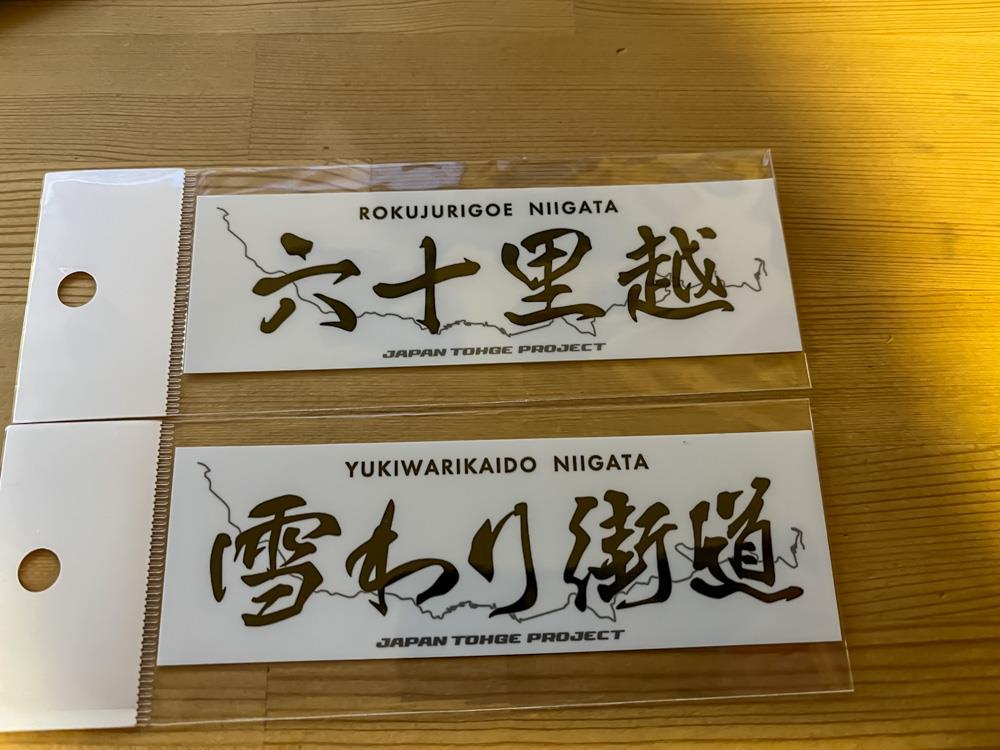 ROKUJURIGOE NIIGATA
六十里越
JAPAN TOHGE PROJECT
YUKIWARIKAIDO NIIGATA
雪わり街道
JAPAN TOHGE PROJECT